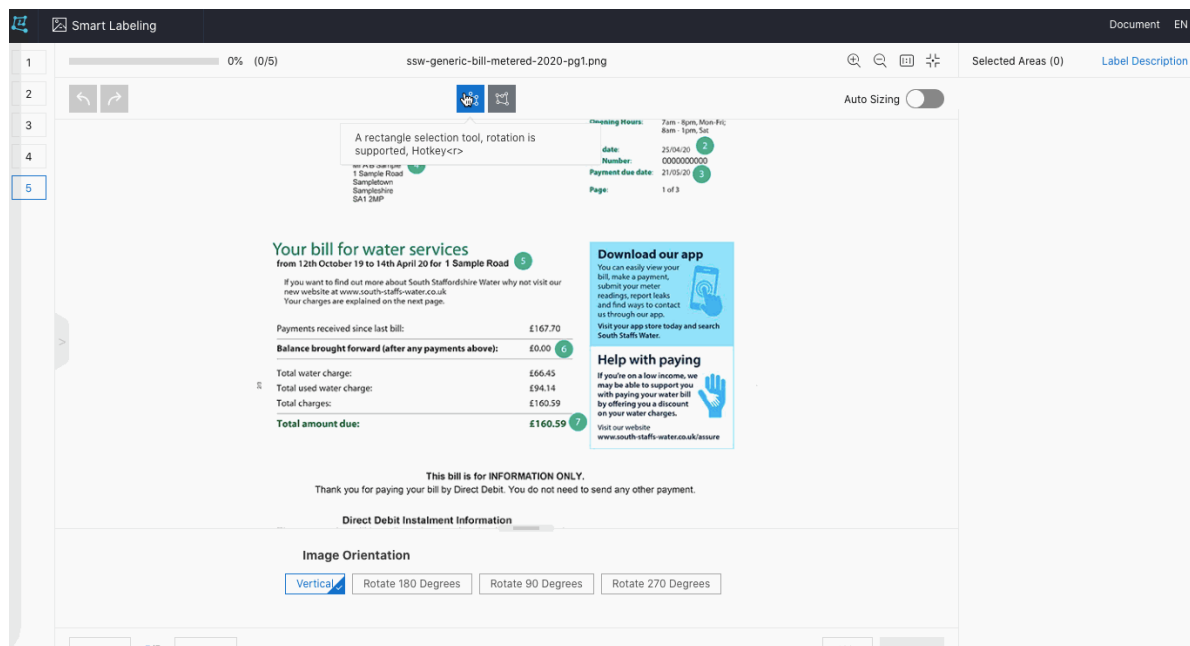 Smart Labeling
Document EN
1
2
3
4
5
0% (0/5)
ssw-generic-bill-metered-2020-pg1.png
Selected Areas (0)
Label Description
Auto Sizing
A rectangle selection tool, rotation is
supported, Hotkey<r>
Opening Hours: 7am - 8pm, Mon-Fri;
8am - 1pm, Sat
date: 25/04/20 2
Number: 0000000000
Payment due date: 21/05/20 3
Page: 1 of 3
Mr A B Sample 4
1 Sample Road
Sampletown
Sampleshire
SA1 2MP
Your bill for water services
from 12th October 19 to 14th April 20 for 1 Sample Road 5
If you want to find out more about South Staffordshire Water why not visit our
new website at www.south-staffs-water.co.uk
Your charges are explained on the next page.
Payments received since last bill: £167.70
Balance brought forward (after any payments above): £0.00 6
Total water charge: £66.45
Total used water charge: £94.14
Total charges: £160.59
Total amount due: £160.59 7
Download our app
You can easily view your
bill, make a payment,
submit your meter
readings, report leaks
and find ways to contact
us through our app.
Visit your app store today and search
South Staffs Water.
Help with paying
If you're on a low income, we
may be able to support you
with paying your water bill
by offering you a discount
on your water charges.
Visit our website
www.south-staffs-water.co.uk/assure
This bill is for INFORMATION ONLY.
Thank you for paying your bill by Direct Debit. You do not need to send any other payment.
Direct Debit Instalment Information
Image Orientation
Vertical
Rotate 180 Degrees
Rotate 90 Degrees
Rotate 270 Degrees